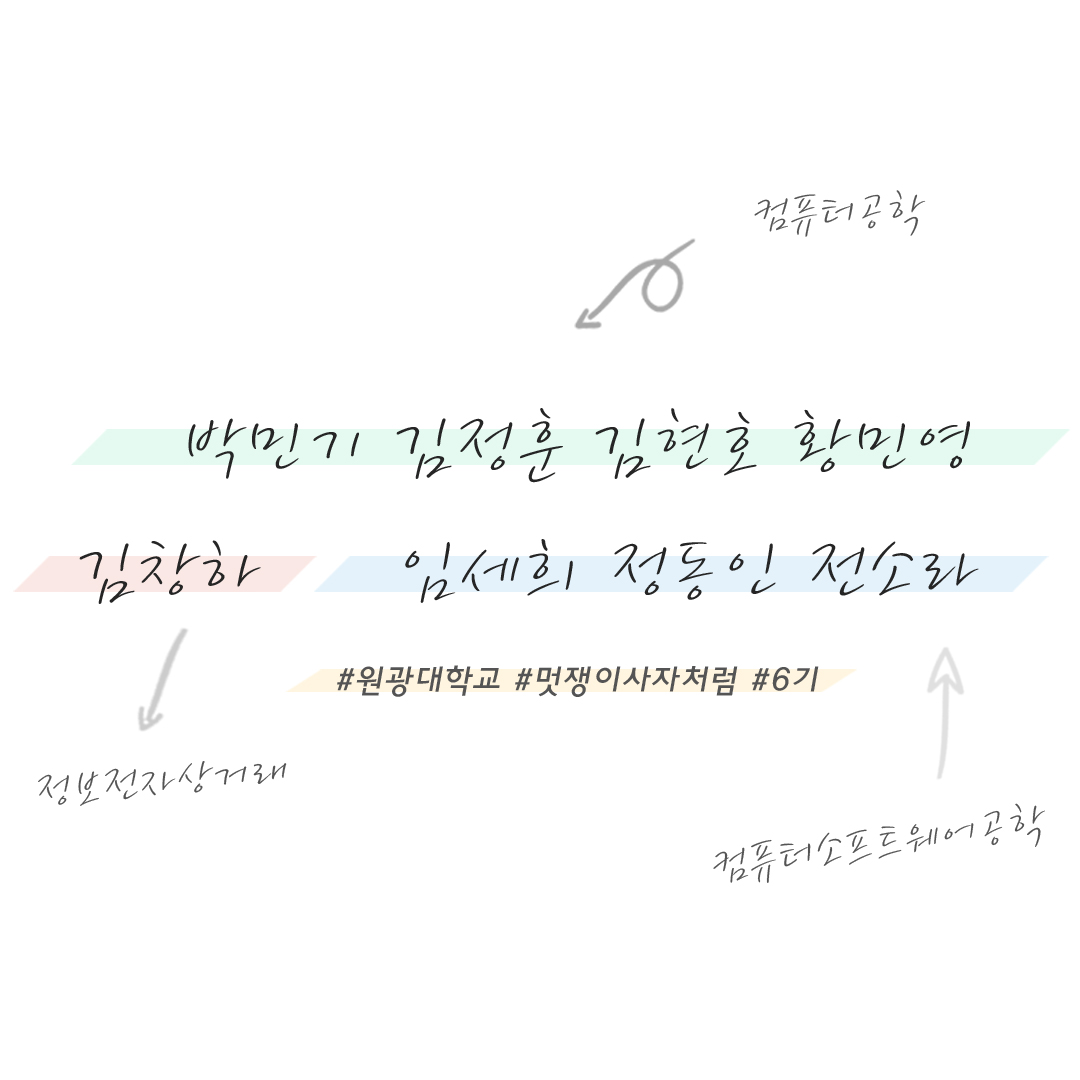 컴퓨터공학
박민기 김정훈 김현호 황민영
김창하 임세희 정동인 전소라
#원광대학교 #멋쟁이사자처럼 #6기
정보전자상거래
컴퓨터소프트웨어공학